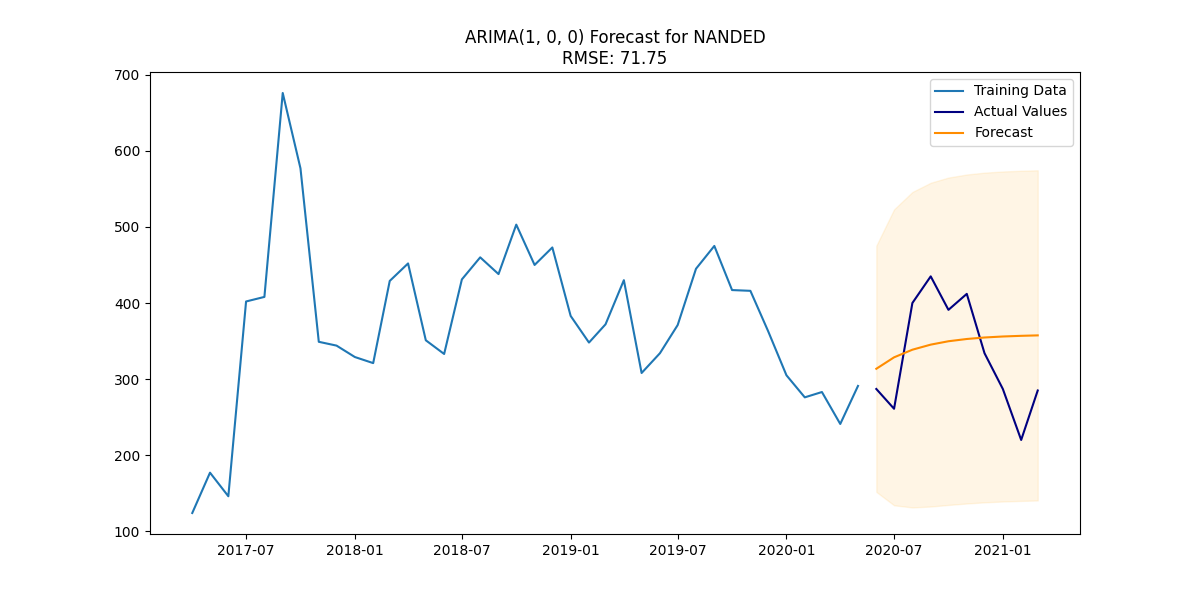 ARIMA(1, 0, 0) Forecast for NANDED
RMSE: 71.75
Training Data
Actual Values
Forecast
700
600
500
400
300
200
100
2017-07 2018-01 2018-07 2019-01 2019-07 2020-01 2020-07 2021-01